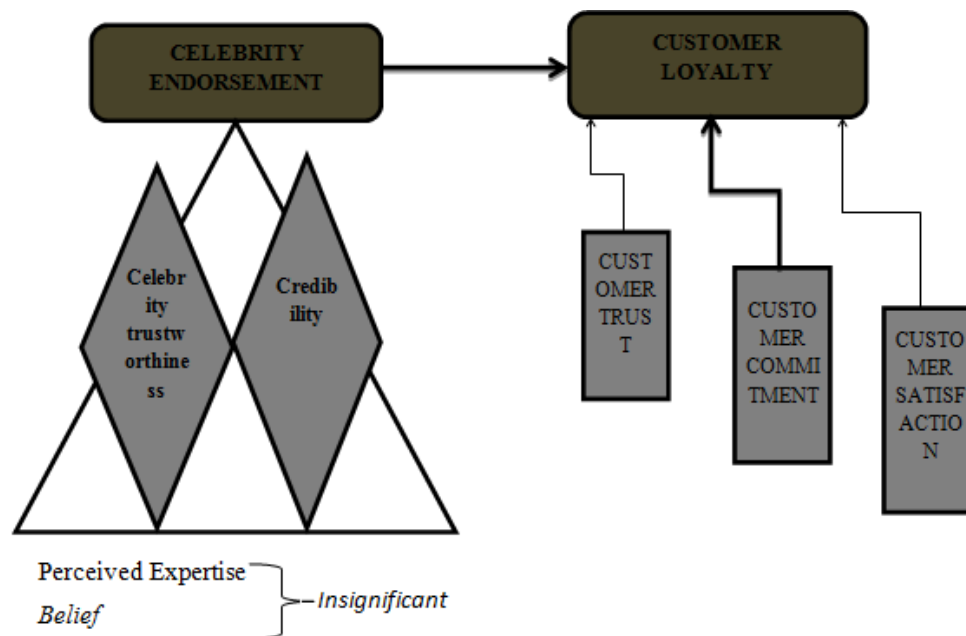 CELEBRITY
ENDORSEMENT
CUSTOMER
LOYALTY
Celebr
ity
trustw
orthine
ss
Credib
ility
CUST
OMER
TRUS
T
CUSTO
MER
COMMI
TMENT
CUSTO
MER
SATISF
ACTIO
N
Perceived Expertise
Belief
Insignificant